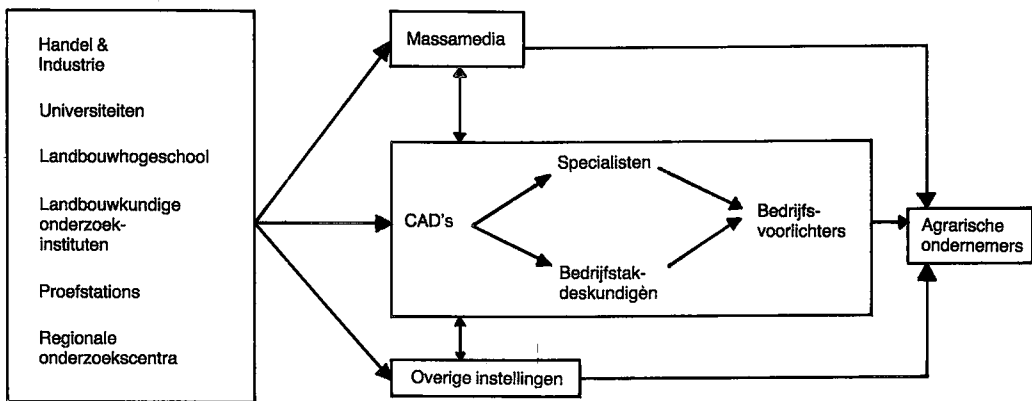 Handel &
Industrie
Universiteiten
Landbouwhogeschool
Landbouwkundige
onderzoek-
instituten
Proefstations
Regionale
onderzoekscentra
Massamedia
Specialisten
CAD's
Bedrijfs-
voorlichters
Bedrijfstak-
deskundigèn
Overige instellingen
Agrarische
ondernemers